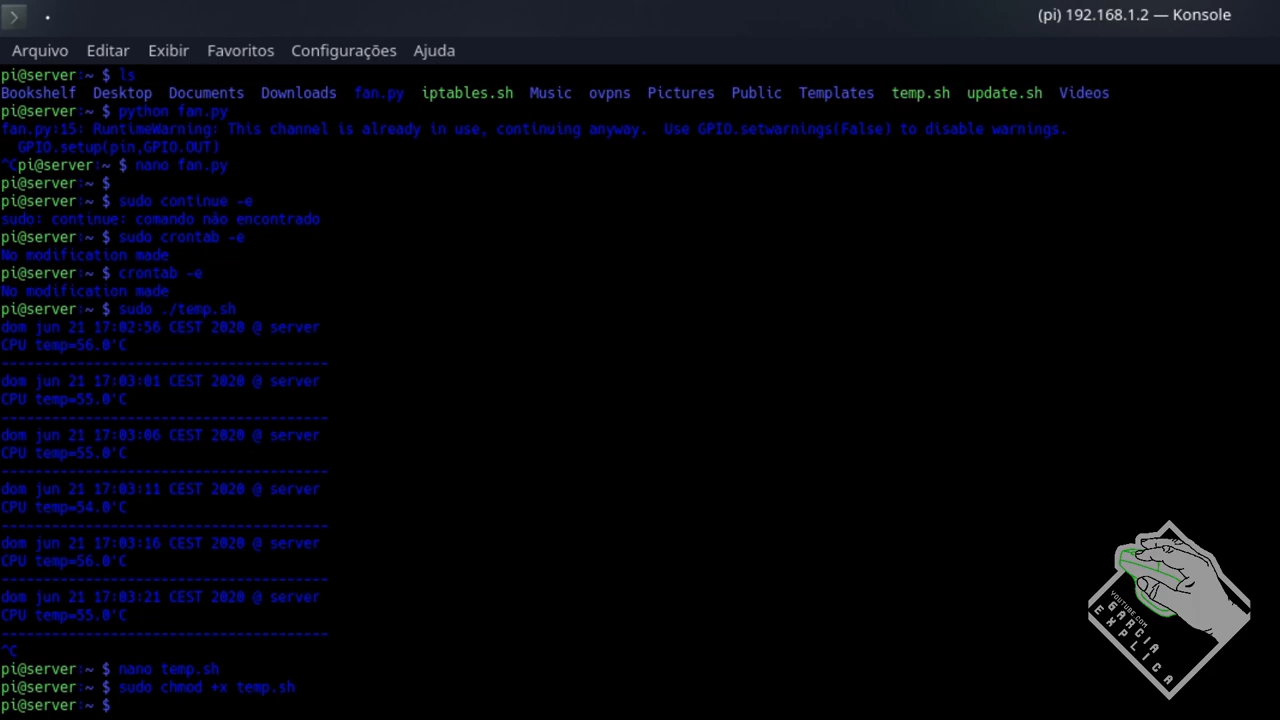 (pi) 192.168.1.2 — Konsole
Arquivo Editar Exibir Favoritos Configurações Ajuda
pi@server:~ $ ls
Bookshelf Desktop Documents Downloads fan.py iptables.sh Music ovpns Pictures Public Templates temp.sh update.sh Videos
pi@server:~ $ python fan.py
fan.py:15: RuntimeWarning: This channel is already in use, continuing anyway.  Use GPIO.setwarnings(False) to disable warnings.
  GPIO.setup(pin,GPIO.OUT)
^Cpi@server:~ $ nano fan.py
pi@server:~ $
pi@server:~ $ sudo continue -e
sudo: continue: comando não encontrado
pi@server:~ $ sudo crontab -e
No modification made
pi@server:~ $ crontab -e
No modification made
pi@server:~ $ sudo ./temp.sh
dom jun 21 17:02:56 CEST 2020 @ server
CPU temp=56.0'C
---------------------------------------
dom jun 21 17:03:01 CEST 2020 @ server
CPU temp=55.0'C
---------------------------------------
dom jun 21 17:03:06 CEST 2020 @ server
CPU temp=55.0'C
---------------------------------------
dom jun 21 17:03:11 CEST 2020 @ server
CPU temp=54.0'C
---------------------------------------
dom jun 21 17:03:16 CEST 2020 @ server
CPU temp=56.0'C
---------------------------------------
dom jun 21 17:03:21 CEST 2020 @ server
CPU temp=55.0'C
---------------------------------------
^C
pi@server:~ $ nano temp.sh
pi@server:~ $ sudo chmod +x temp.sh
pi@server:~ $
YOUTUBE.COM
GARCIA
EXPLICA